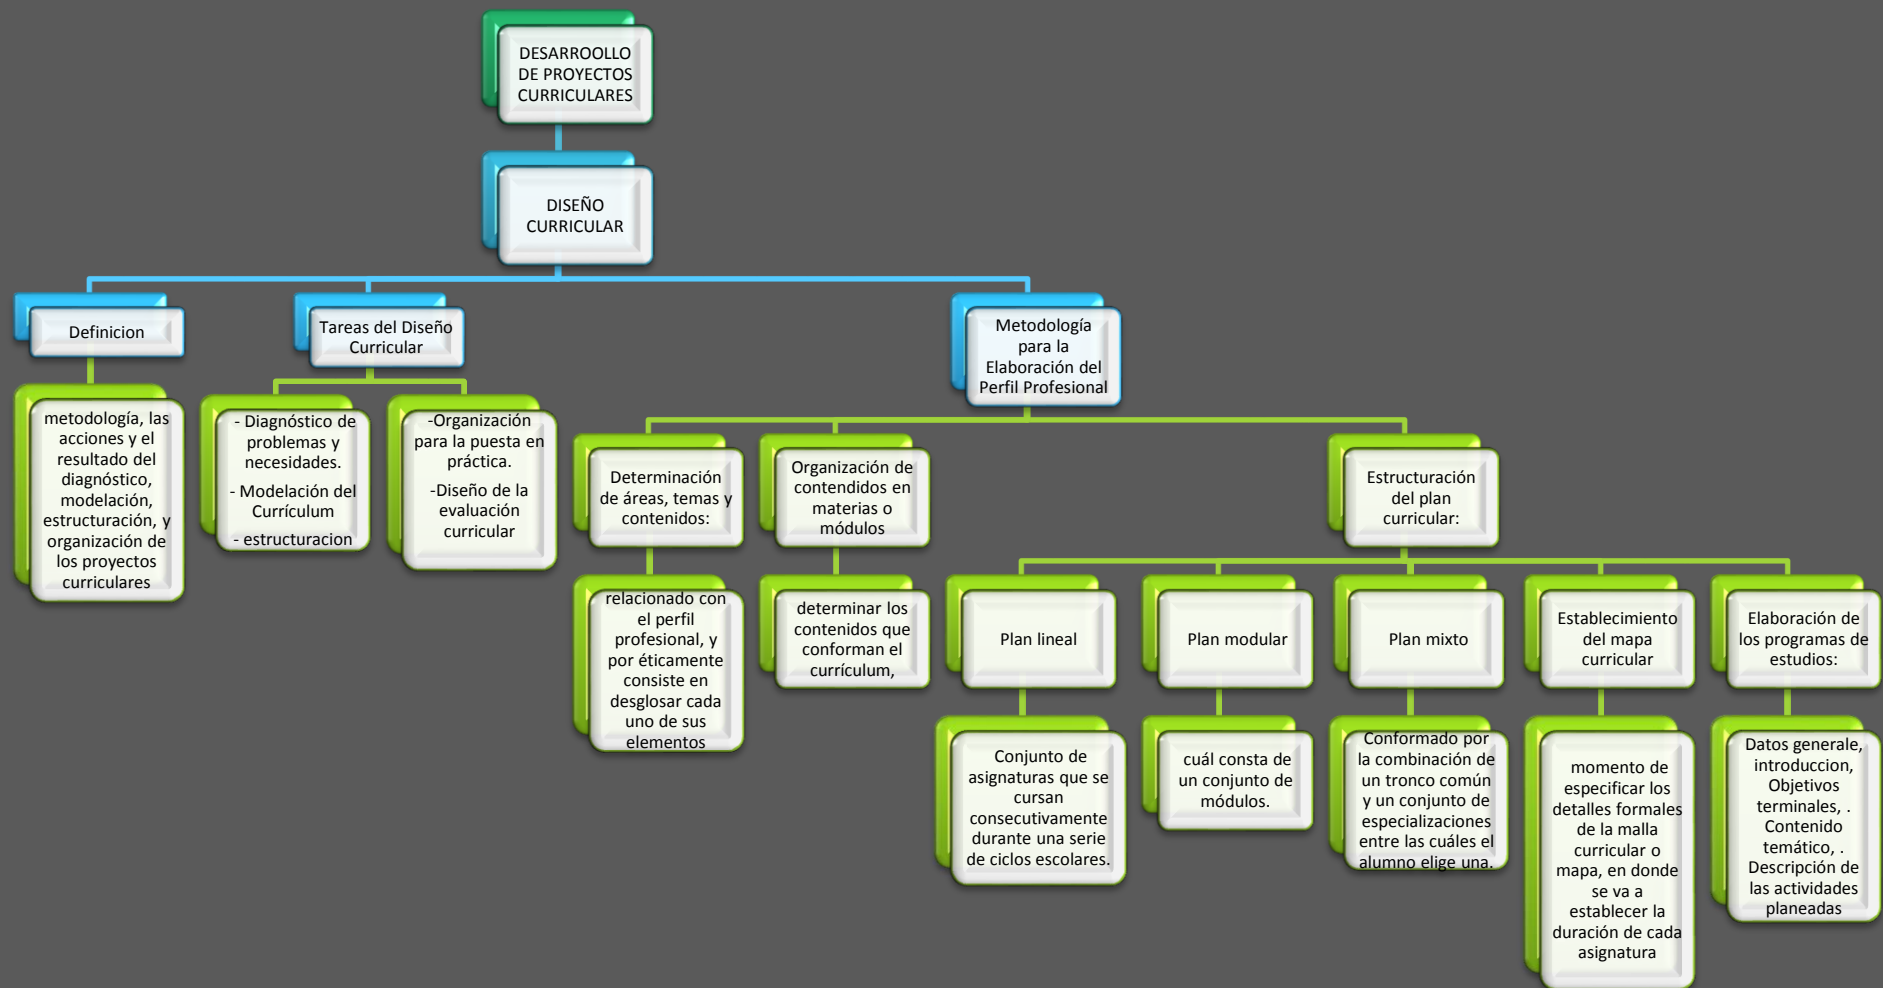 DESARROOLLO
DE PROYECTOS
CURRICULARES
DISEÑO
CURRICULAR
Definicion
metodología, las
acciones y el
resultado del
diagnóstico,
modelación,
estructuración, y
organización de
los proyectos
curriculares
Tareas del Diseño
Curricular
- Diagnóstico de
problemas y
necesidades.
- Modelación del
Currículum
- estructuracion
-Organización
para la puesta en
práctica.
-Diseño de la
evaluación
curricular
Metodología
para la
Elaboración del
Perfil Profesional
Determinación
de áreas, temas y
contenidos:
relacionado con
el perfil
profesional, y
por éticamente
consiste en
desglosar cada
uno de sus
elementos
Organización de
contendidos en
materias o
módulos
determinar los
contenidos que
conforman el
currículum,
Estructuración
del plan
curricular:
Plan lineal
Conjunto de
asignaturas que se
cursan
consecutivamente
durante una serie
de ciclos escolares.
Plan modular
cuál consta de
un conjunto de
módulos.
Plan mixto
Conformado por
la combinación de
un tronco común
y un conjunto de
especializaciones
entre las cuáles el
alumno elige una.
Establecimiento
del mapa
curricular
momento de
especificar los
detalles formales
de la malla
curricular o
mapa, en donde
se va a
establecer la
duración de cada
asignatura
Elaboración de
los programas de
estudios:
Datos generale,
introduccion,
Objetivos
terminales, .
Contenido
temático, .
Descripción de
las actividades
planeadas